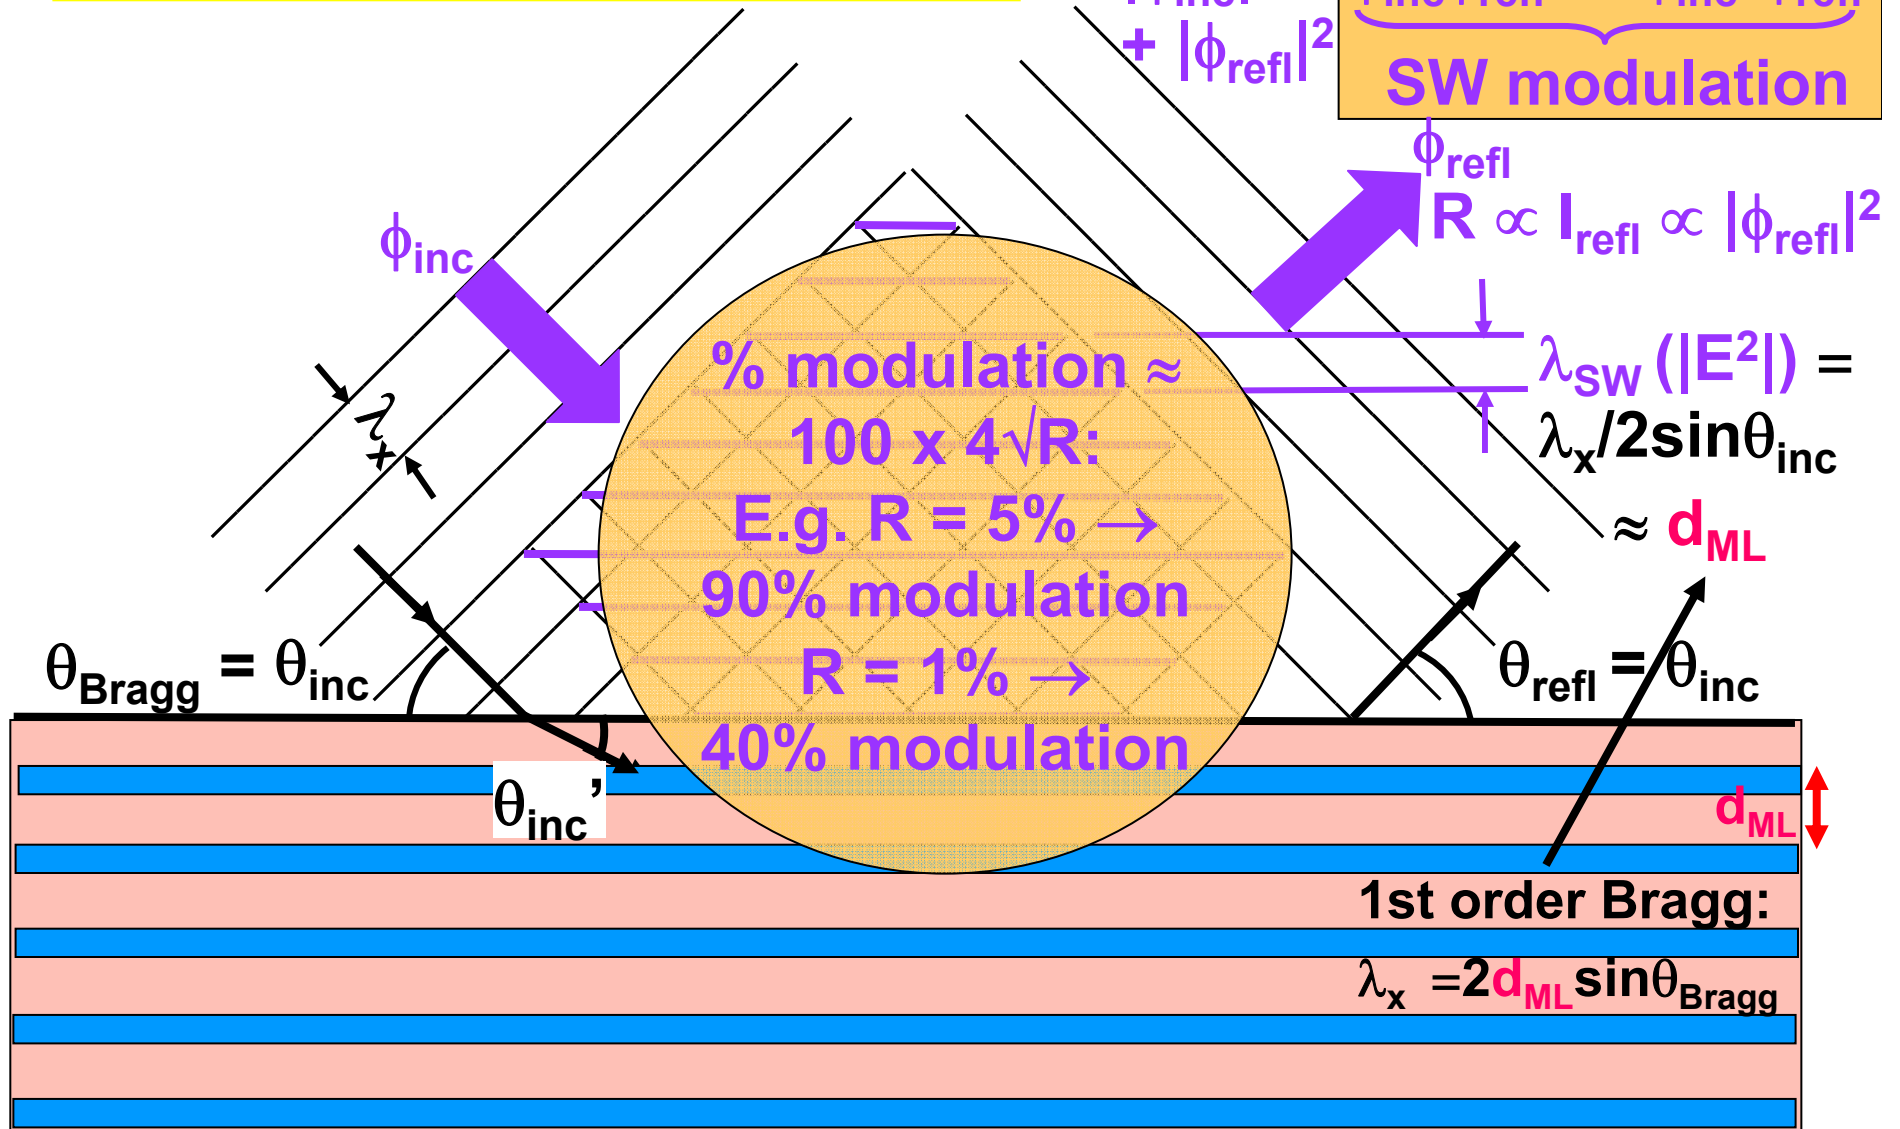 + |ϕrefl|²
SW modulation
ϕrefl
R ∝ Irefl ∝ |ϕrefl|²
ϕinc
λx
λSW (|E²|) =
λx/2sinθinc
≈ dML
% modulation ≈
100 x 4√R:
E.g. R = 5% →
90% modulation
R = 1% →
40% modulation
θBragg = θinc
θrefl = θinc
θinc’
dML
1st order Bragg:
λx =2dMLsinθBragg